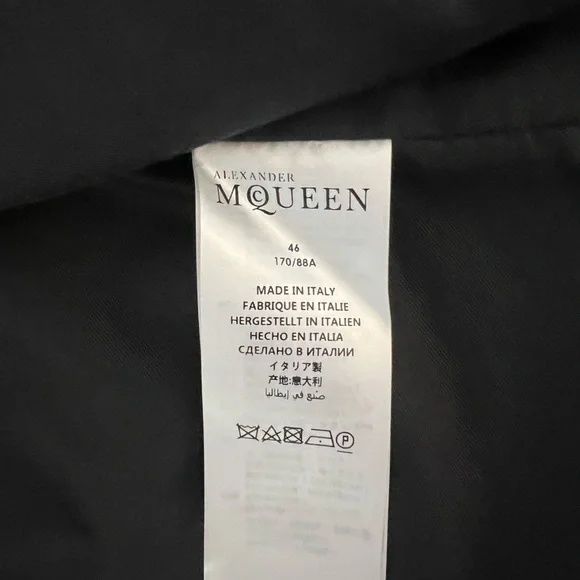 ALEXANDER
MCQUEEN
46
170/88A
MADE IN ITALY
FABRIQUE EN ITALIE
HERGESTELLT IN ITALIEN
HECHO EN ITALIA
СДЕЛАНО В ИТАЛИИ
イタリア製
产地:意大利
صنع في إيطاليا
P